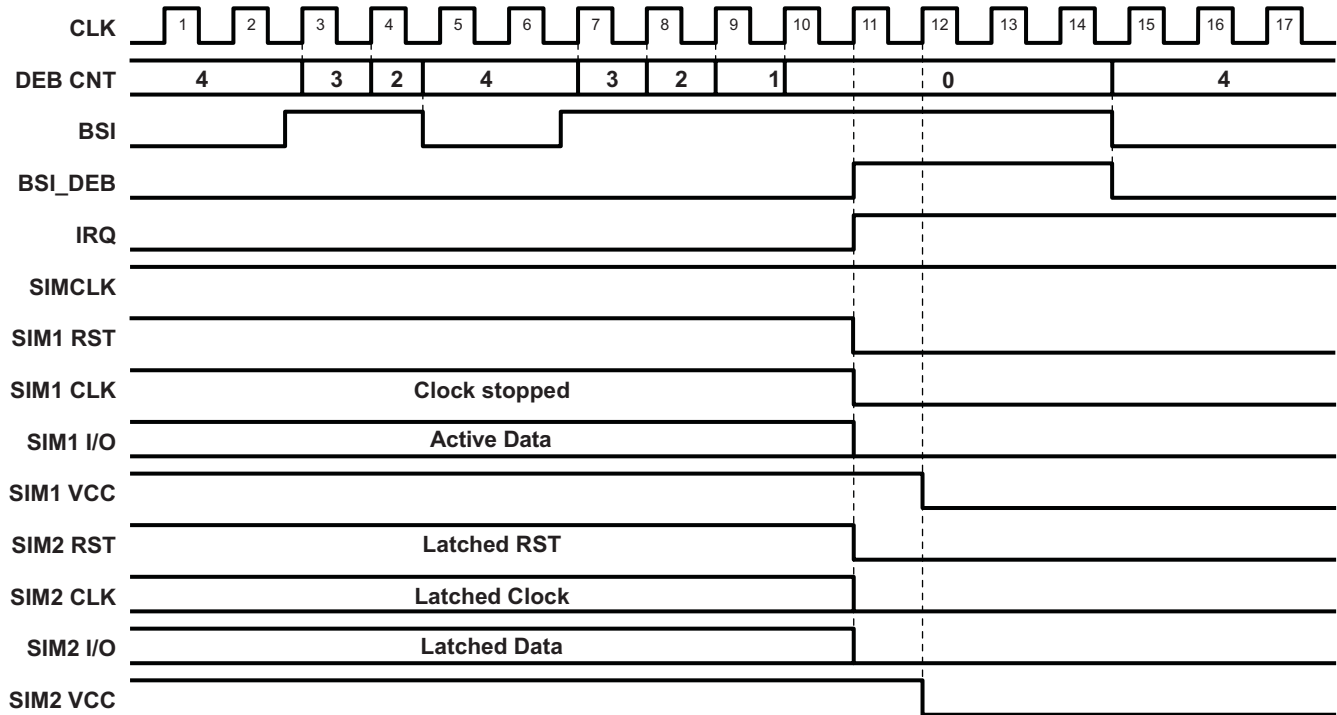 CLK 1 2 3 4 5 6 7 8 9 10 11 12 13 14 15 16 17
DEB CNT 4 3 2 4 3 2 1 0 4
BSI
BSI_DEB
IRQ
SIMCLK
SIM1 RST
SIM1 CLK Clock stopped
SIM1 I/O Active Data
SIM1 VCC
SIM2 RST Latched RST
SIM2 CLK Latched Clock
SIM2 I/O Latched Data
SIM2 VCC